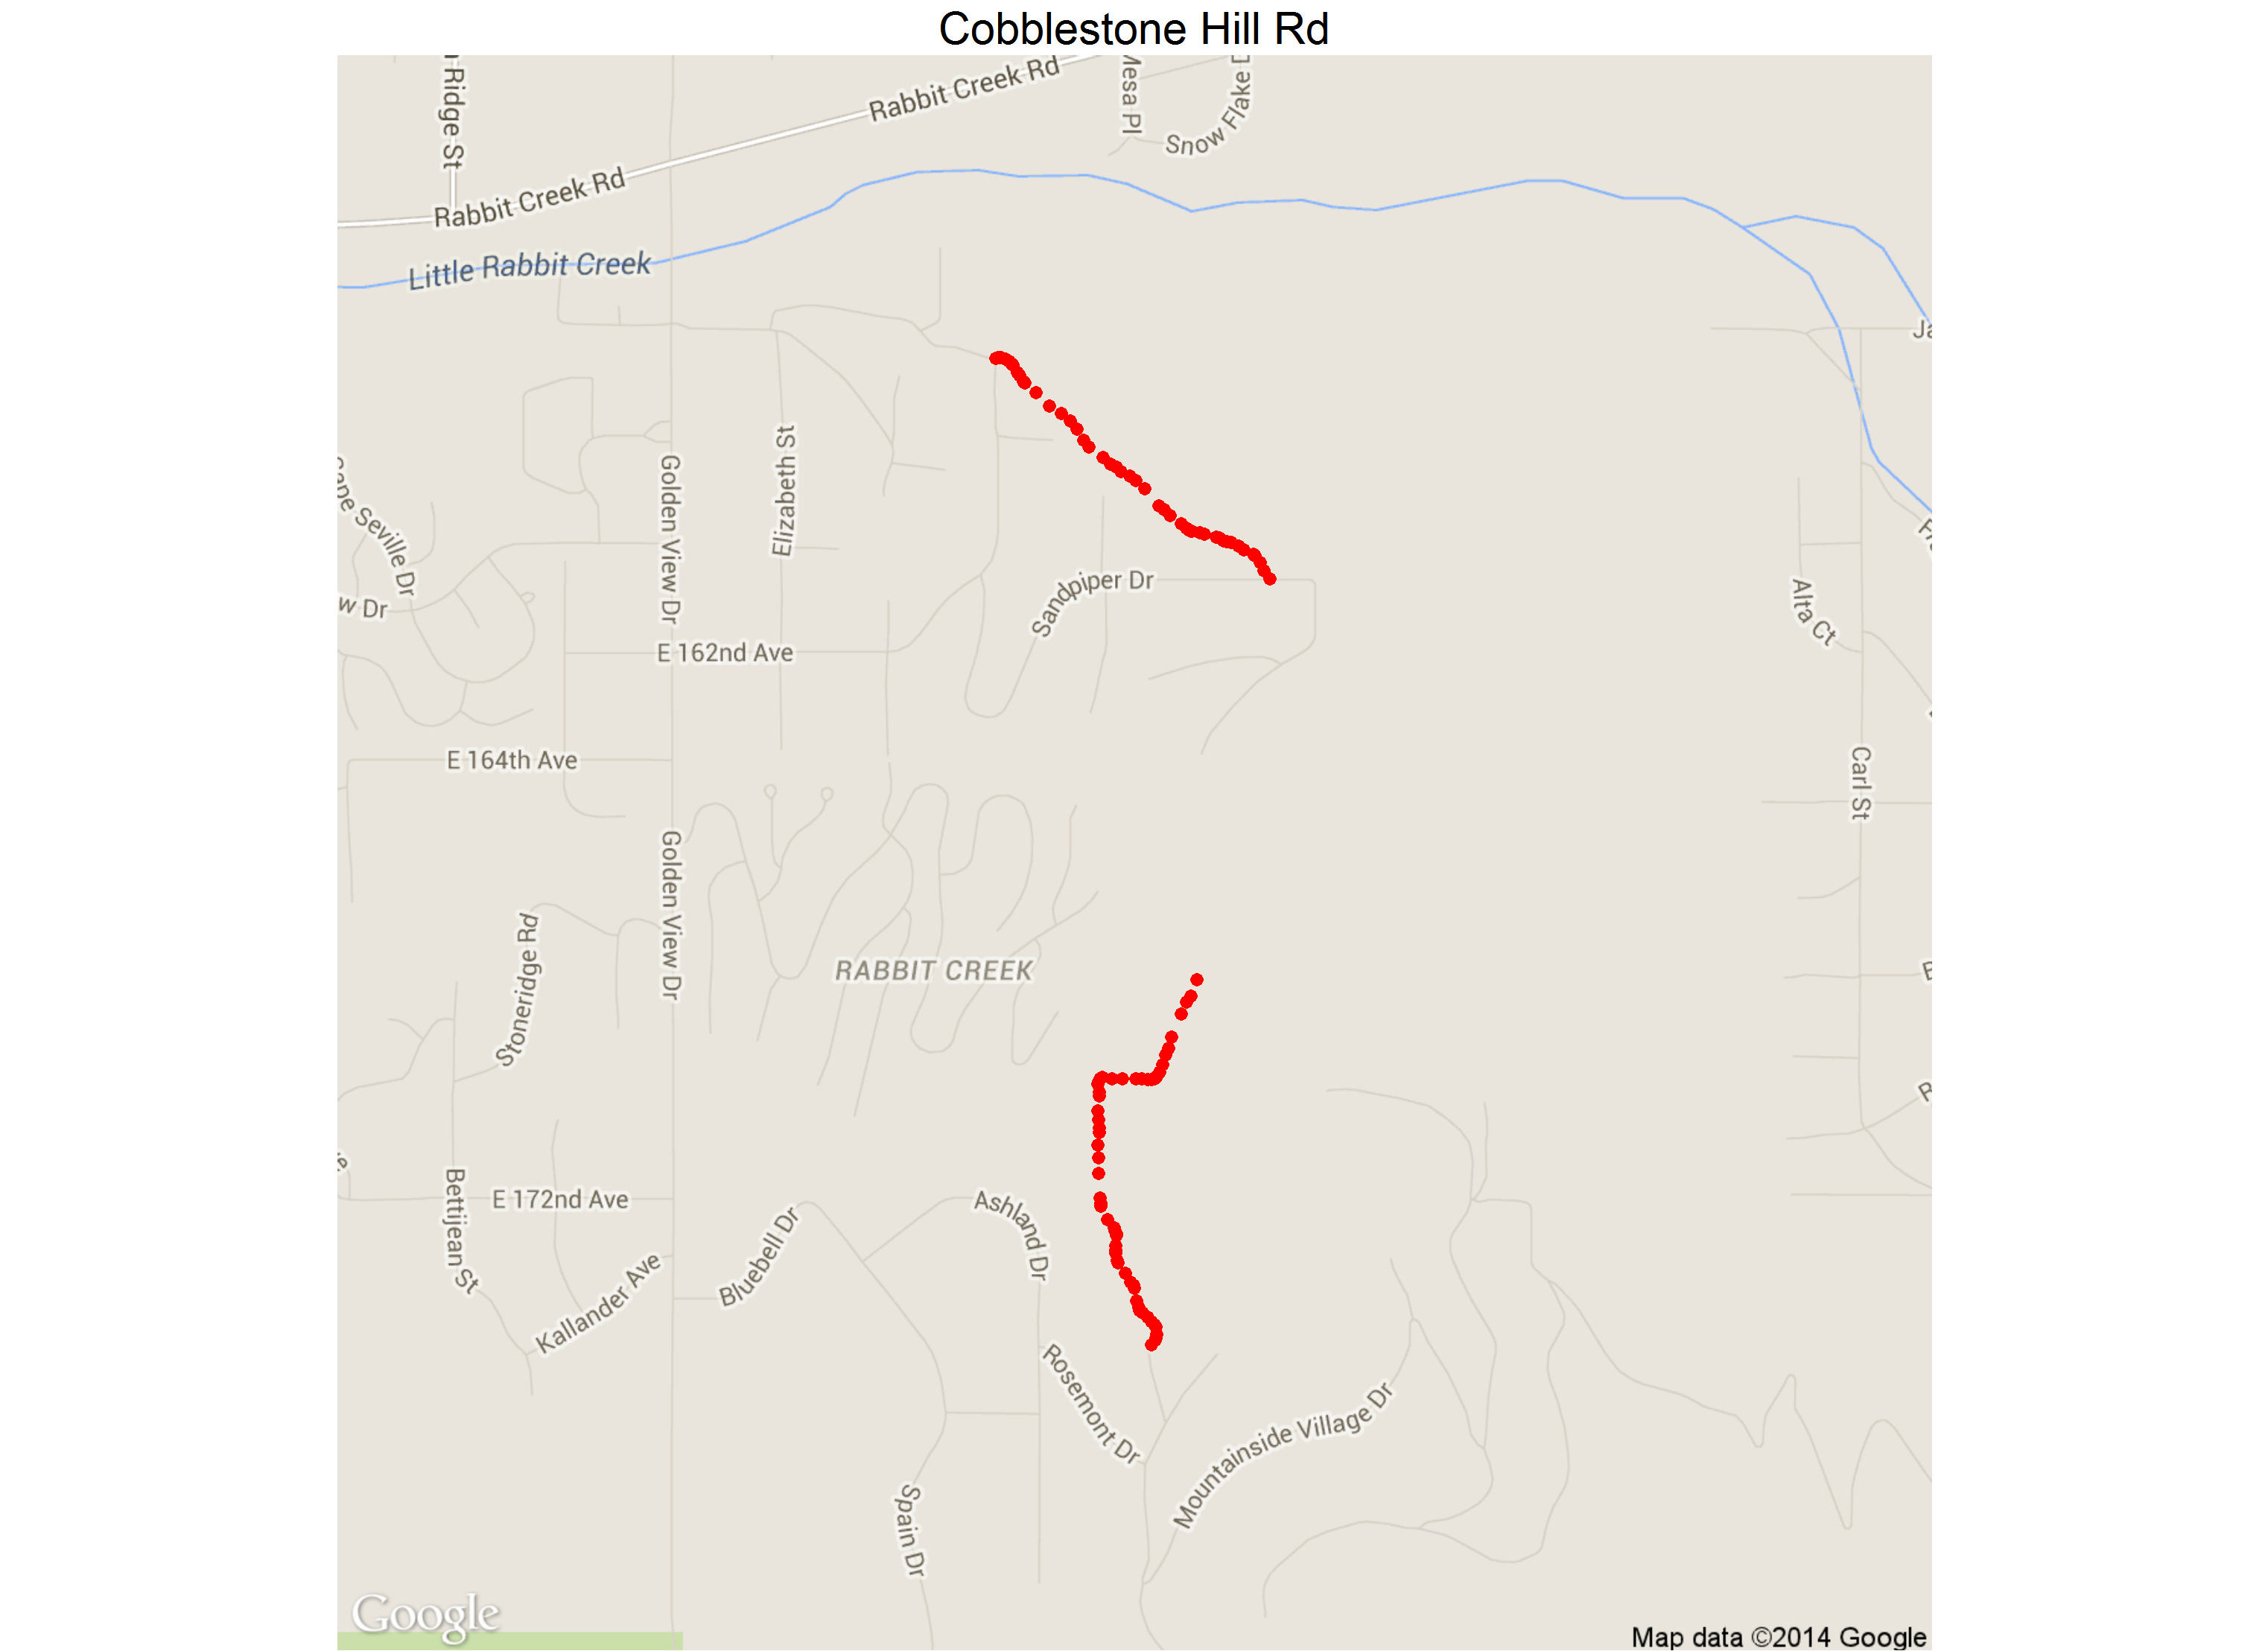 Cobblestone Hill Rd
Ridge St
Rabbit Creek Rd
Mesa Pl
Snow Flake
Rabbit Creek Rd
Little Rabbit Creek
Golden View Dr
Elizabeth St
Seville Dr
w Dr
Sandpiper Dr
Alta Ct
E 162nd Ave
E 164th Ave
Carl St
Golden View Dr
Stoneridge Rd
RABBIT CREEK
Bettijean St
E 172nd Ave
Ashland Dr
Bluebell Dr
Kallander Ave
Rosemont Dr
Mountainside Village Dr
Spain Dr
Google
Map data ©2014 Google